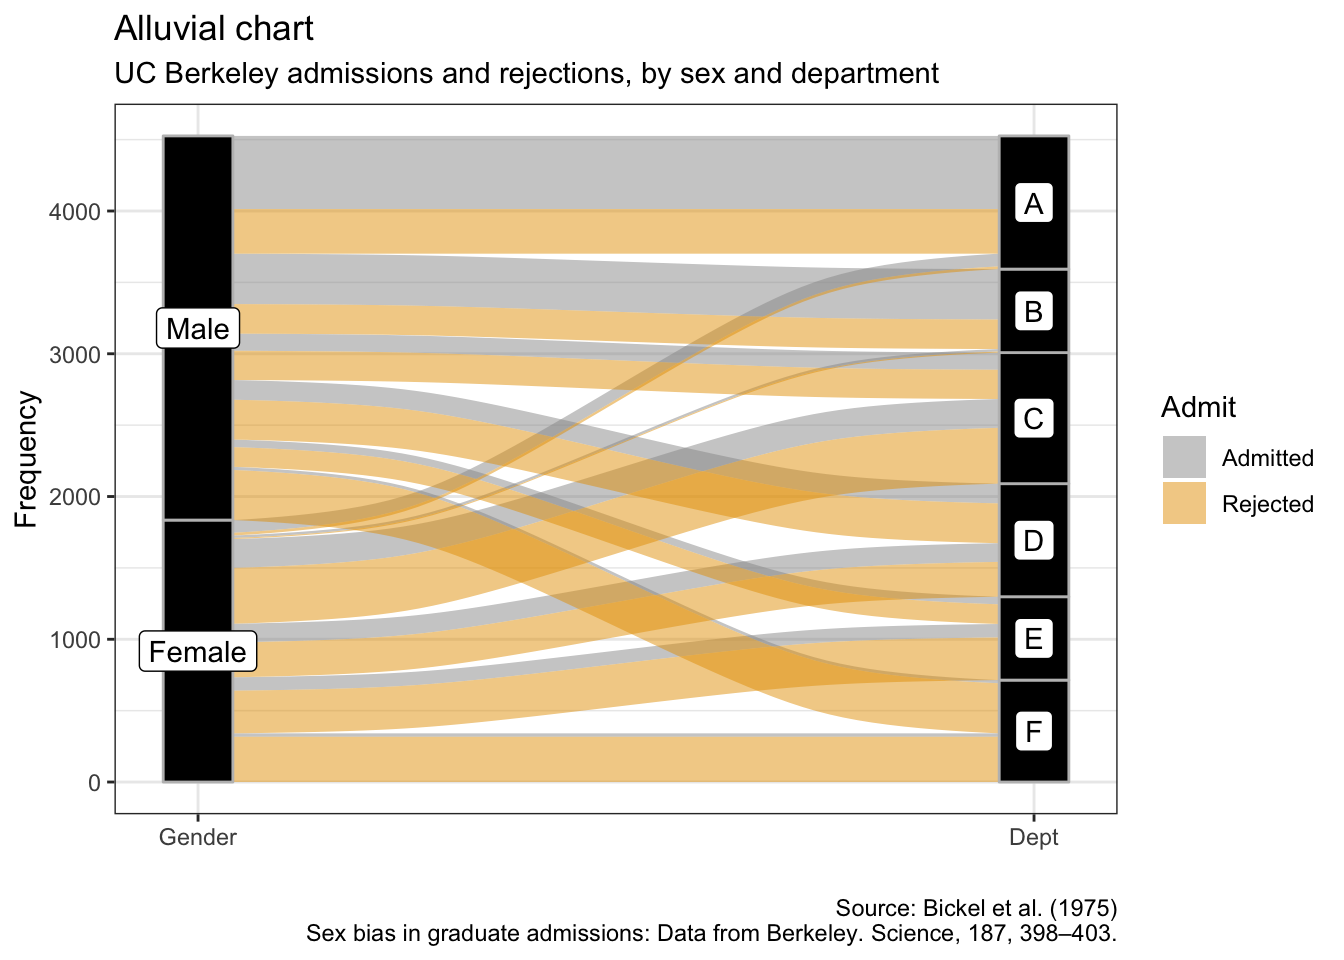 Alluvial chart
UC Berkeley admissions and rejections, by sex and department
Frequency
4000
3000
2000
1000
0
Male
Female
A
B
C
D
E
F
Gender
Dept
Admit
Admitted
Rejected
Source: Bickel et al. (1975)
Sex bias in graduate admissions: Data from Berkeley. Science, 187, 398–403.